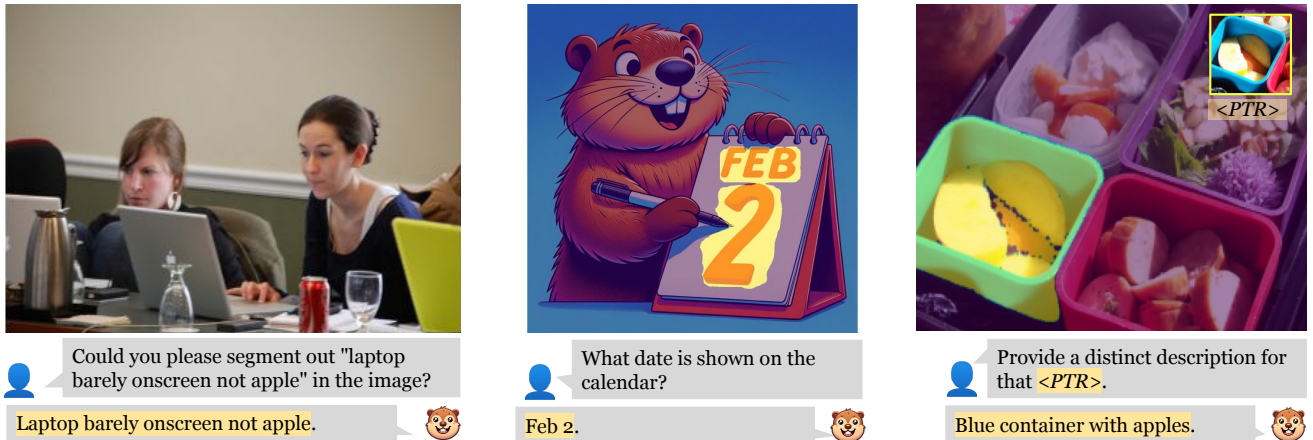 FEB
2
<PTR>
Could you please segment out "laptop
barely onscreen not apple" in the image?
Laptop barely onscreen not apple.
What date is shown on the
calendar?
Feb 2.
Provide a distinct description for
that <PTR>.
Blue container with apples.